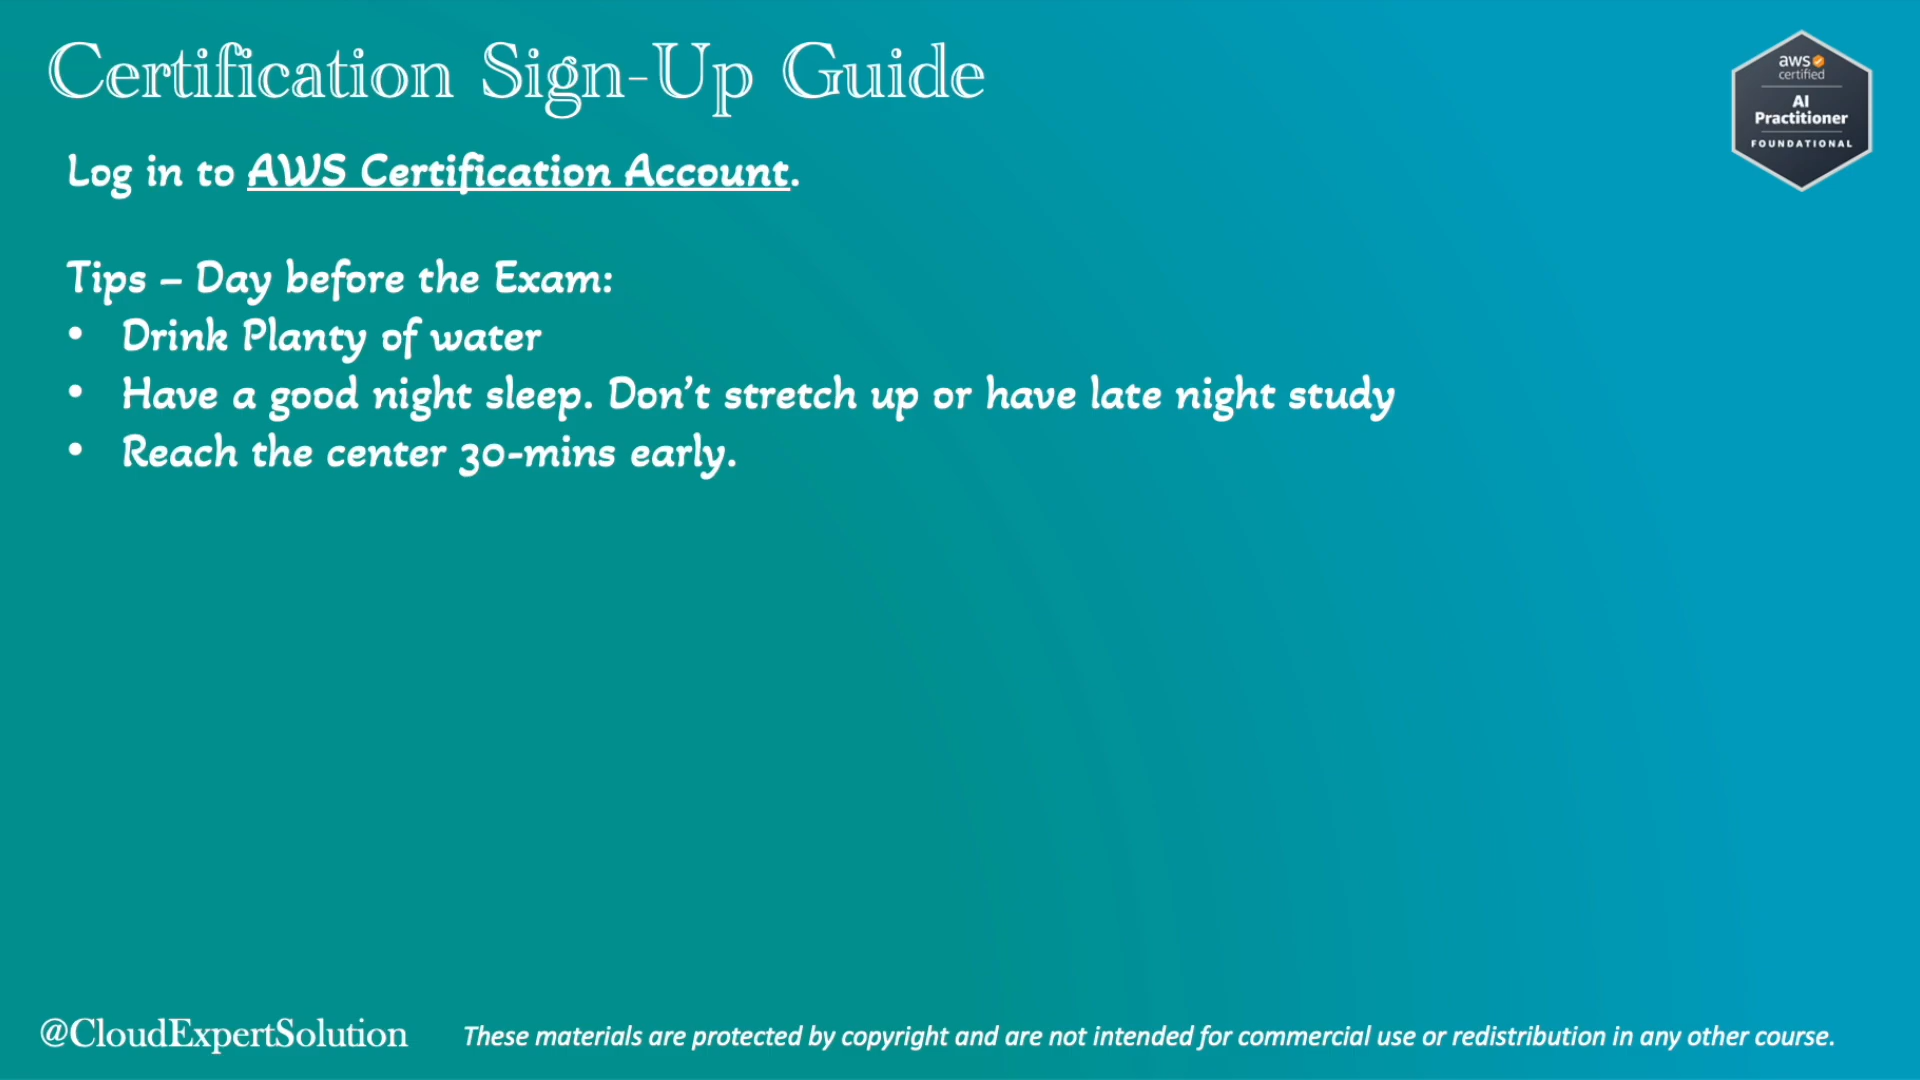 Certification Sign-Up Guide
aws
certified
AI
Practitioner
FOUNDATIONAL
Log in to AWS Certification Account.
Tips – Day before the Exam:
• Drink Planty of water
• Have a good night sleep. Don’t stretch up or have late night study
• Reach the center 30-mins early.
@CloudExpertSolution
These materials are protected by copyright and are not intended for commercial use or redistribution in any other course.